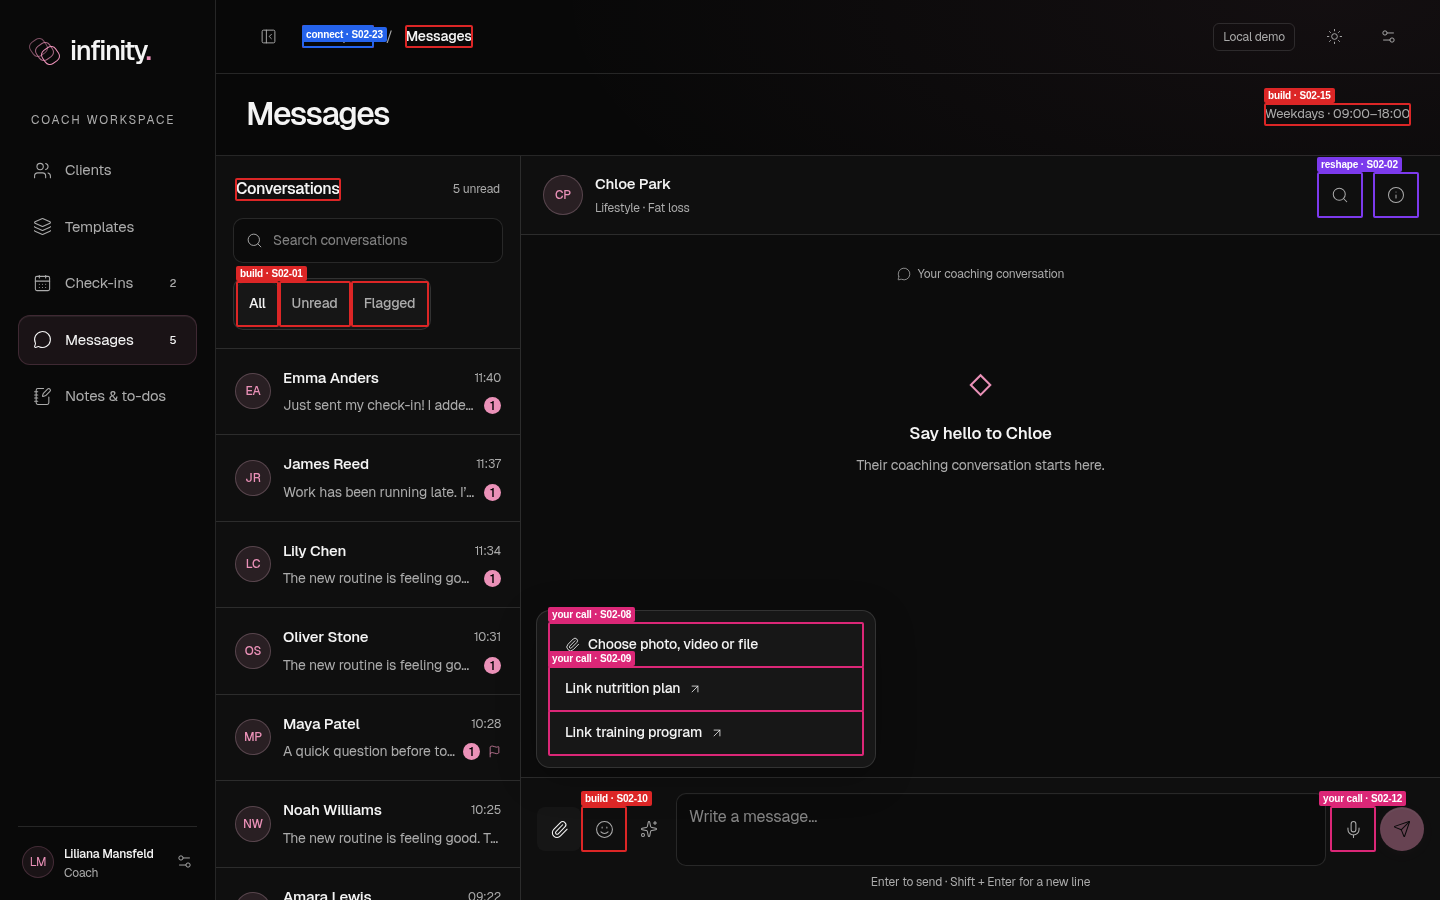 infinity.
connect · S02-23
/
Messages
Local demo
COACH WORKSPACE
Clients
Templates
Check-ins 2
Messages 5
Notes & to-dos
LM
Liliana Mansfeld
Coach
Messages
build · S02-15
Weekdays · 09:00–18:00
Conversations
5 unread
Search conversations
build · S02-01
All
Unread
Flagged
EA
Emma Anders
11:40
Just sent my check-in! I adde...
1
JR
James Reed
11:37
Work has been running late. I'...
1
LC
Lily Chen
11:34
The new routine is feeling go...
1
OS
Oliver Stone
10:31
The new routine is feeling go...
1
MP
Maya Patel
10:28
A quick question before to...
1
NW
Noah Williams
10:25
The new routine is feeling good. T...
Amara Lewis
09:22
CP
Chloe Park
Lifestyle · Fat loss
reshape · S02-02
Your coaching conversation
Say hello to Chloe
Their coaching conversation starts here.
your call · S02-08
Choose photo, video or file
your call · S02-09
Link nutrition plan
Link training program
build · S02-10
Write a message...
your call · S02-12
Enter to send · Shift + Enter for a new line